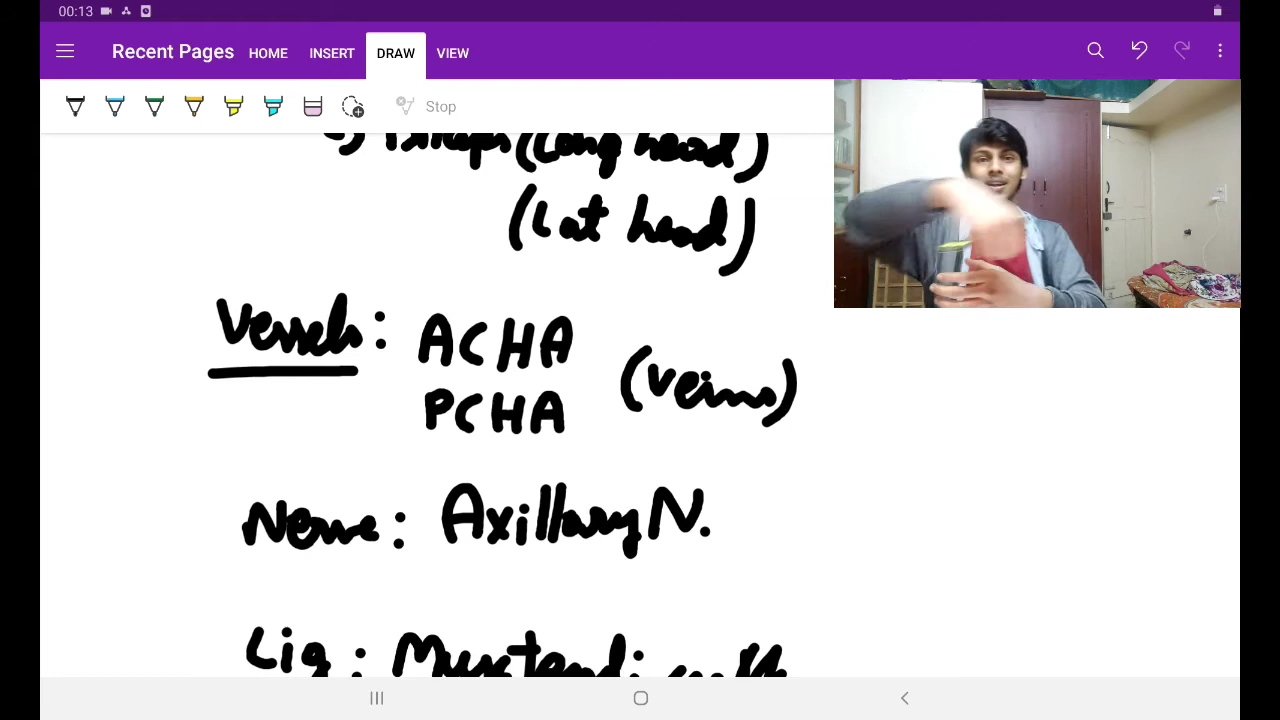 00:13
Recent Pages HOME INSERT DRAW VIEW
Stop
(Long head)
(Lat head)
Vessels: ACHA
PCHA (Veins)
Nerve: Axillary N.
Lig: